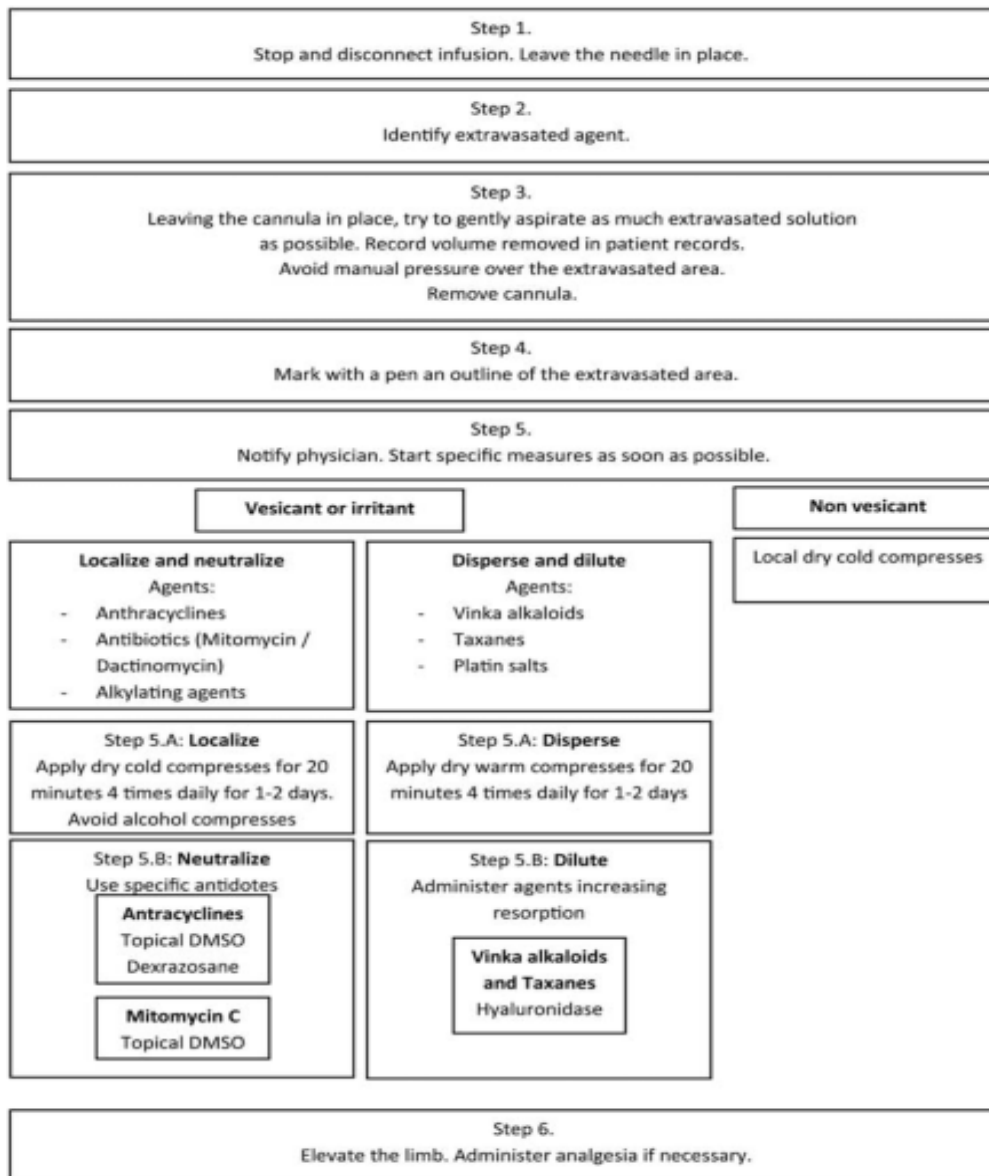 Step 1.
Stop and disconnect infusion. Leave the needle in place.
Step 2.
Identify extravasated agent.
Step 3.
Leaving the cannula in place, try to gently aspirate as much extravasated solution
as possible. Record volume removed in patient records.
Avoid manual pressure over the extravasated area.
Remove cannula.
Step 4.
Mark with a pen an outline of the extravasated area.
Step 5.
Notify physician. Start specific measures as soon as possible.
Vesicant or irritant
Localize and neutralize
Agents:
- Anthracyclines
- Antibiotics (Mitomycin /
Dactinomycin)
- Alkylating agents
Step 5.A: Localize
Apply dry cold compresses for 20
minutes 4 times daily for 1-2 days.
Avoid alcohol compresses
Step 5.B: Neutralize
Use specific antidotes
Antracyclines
Topical DMSO
Dexrazosane
Mitomycin C
Topical DMSO
Disperse and dilute
Agents:
- Vinka alkaloids
- Taxanes
- Platin salts
Step 5.A: Disperse
Apply dry warm compresses for 20
minutes 4 times daily for 1-2 days
Step 5.B: Dilute
Administer agents increasing
resorption
Vinka alkaloids
and Taxanes
Hyaluronidase
Non vesicant
Local dry cold compresses
Step 6.
Elevate the limb. Administer analgesia if necessary.